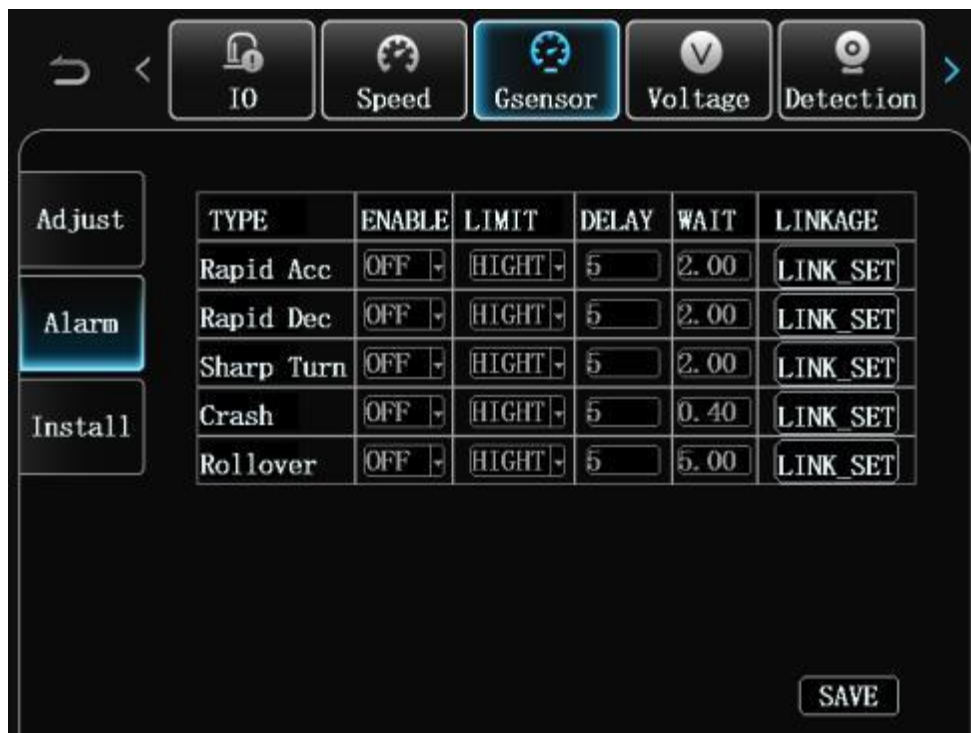 IO Speed Gsensor Voltage Detection
Adjust
Alarm
Install
TYPE ENABLE LIMIT DELAY WAIT LINKAGE
Rapid Acc OFF HIGHT 5 2.00 LINK_SET
Rapid Dec OFF HIGHT 5 2.00 LINK_SET
Sharp Turn OFF HIGHT 5 2.00 LINK_SET
Crash OFF HIGHT 5 0.40 LINK_SET
Rollover OFF HIGHT 5 5.00 LINK_SET
SAVE